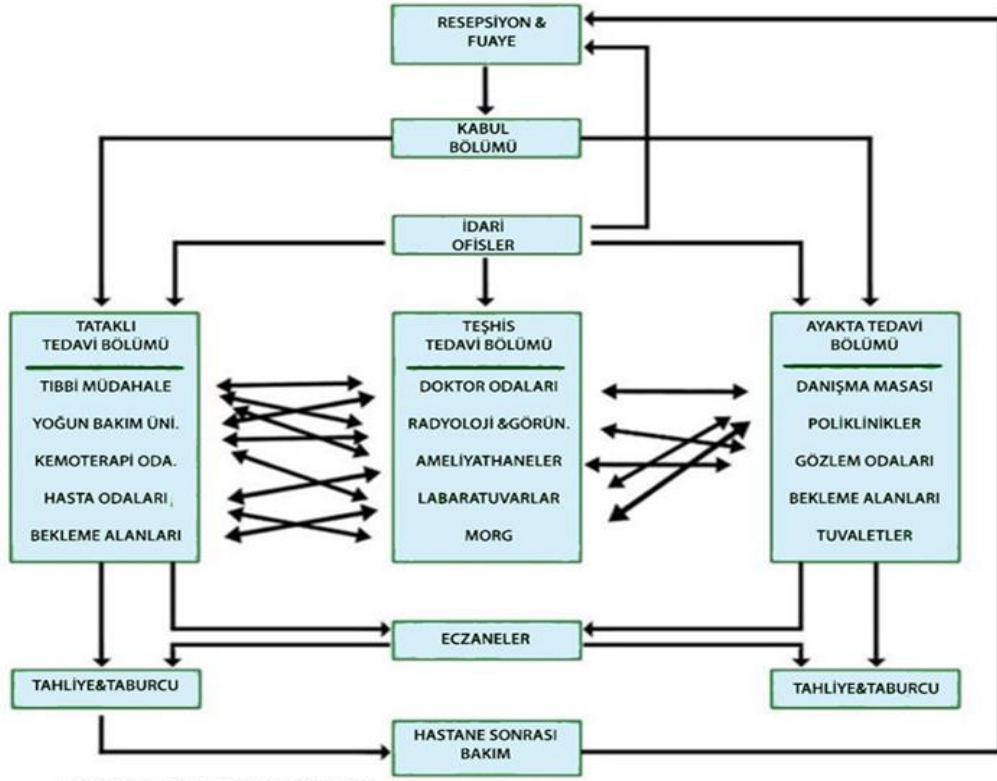 RESEPSİYON &
FUAYE
KABUL
BÖLÜMÜ
İDARİ
OFİSLER
TATAKLI
TEDAVİ BÖLÜMÜ
TIBBİ MÜDAHALE
YOĞUN BAKIM ÜNİ.
KEMOTERAPİ ODA.
HASTA ODALARI
BEKLEME ALANLARI
TEŞHİS
TEDAVİ BÖLÜMÜ
DOKTOR ODALARI
RADYOLOJİ &GÖRÜN.
AMELİYATHANELER
LABARATUVARLAR
MORG
AYAKTA TEDAVİ
BÖLÜMÜ
DANIŞMA MASASI
POLİKLİNİKLER
GÖZLEM ODALARI
BEKLEME ALANLARI
TUVALETLER
ECZANELER
TAHLİYE&TABURCU
TAHLİYE&TABURCU
HASTANE SONRASI
BAKIM